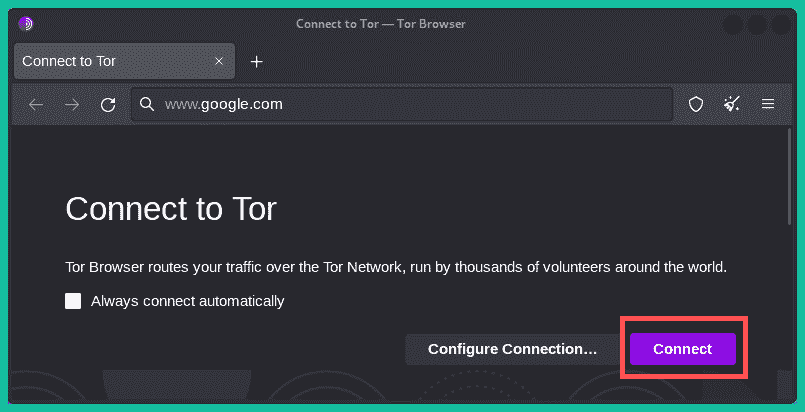 Connect to Tor — Tor Browser
Connect to Tor
www.google.com
Connect to Tor
Tor Browser routes your traffic over the Tor Network, run by thousands of volunteers around the world.
Always connect automatically
Configure Connection... Connect